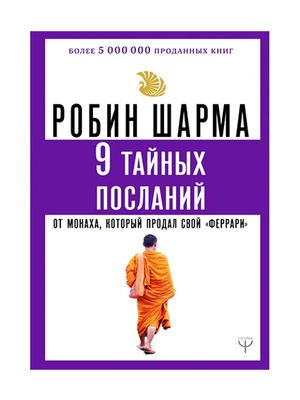 БОЛЕЕ 5 000 000 ПРОДАННЫХ КНИГ
РОБИН ШАРМА
9 ТАЙНЫХ
ПОСЛАНИЙ
ОТ МОНАХА, КОТОРЫЙ ПРОДАЛ СВОЙ «ФЕРРАРИ»